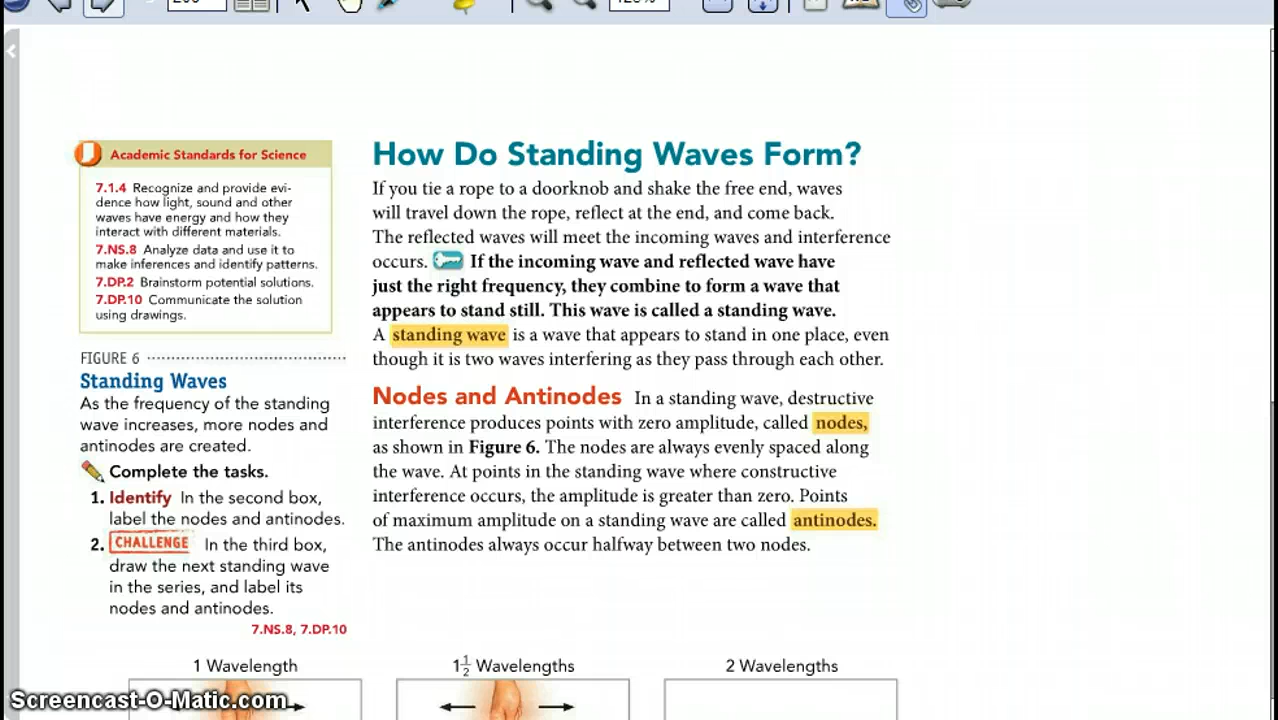 Academic Standards for Science
7.1.4 Recognize and provide evi-
dence how light, sound and other
waves have energy and how they
interact with different materials.
7.NS.8 Analyze data and use it to
make inferences and identify patterns.
7.DP.2 Brainstorm potential solutions.
7.DP.10 Communicate the solution
using drawings.
FIGURE 6
Standing Waves
As the frequency of the standing
wave increases, more nodes and
antinodes are created.
Complete the tasks.
1. Identify In the second box,
label the nodes and antinodes.
2. CHALLENGE In the third box,
draw the next standing wave
in the series, and label its
nodes and antinodes.
7.NS.8, 7.DP.10
How Do Standing Waves Form?
If you tie a rope to a doorknob and shake the free end, waves
will travel down the rope, reflect at the end, and come back.
The reflected waves will meet the incoming waves and interference
occurs. If the incoming wave and reflected wave have
just the right frequency, they combine to form a wave that
appears to stand still. This wave is called a standing wave.
A standing wave is a wave that appears to stand in one place, even
though it is two waves interfering as they pass through each other.
Nodes and Antinodes In a standing wave, destructive
interference produces points with zero amplitude, called nodes,
as shown in Figure 6. The nodes are always evenly spaced along
the wave. At points in the standing wave where constructive
interference occurs, the amplitude is greater than zero. Points
of maximum amplitude on a standing wave are called antinodes.
The antinodes always occur halfway between two nodes.
1 Wavelength
1½ Wavelengths
2 Wavelengths
Screencast-O-Matic.com